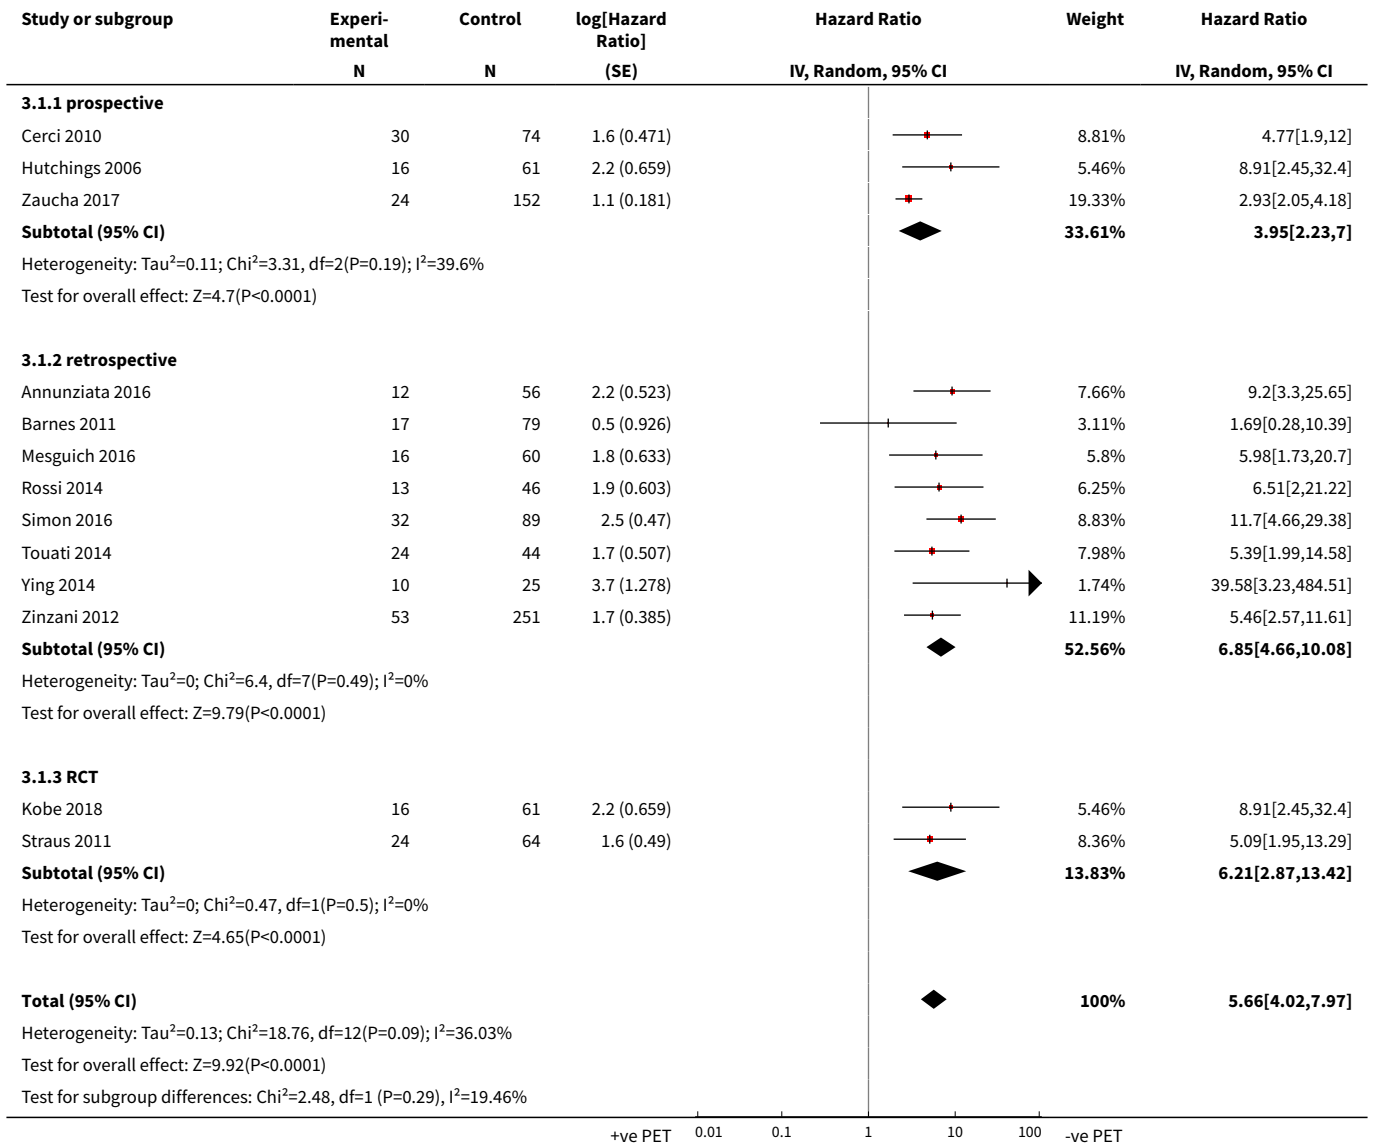 Study or subgroup Experi- Control log[Hazard Hazard Ratio Weight Hazard Ratio
mental Ratio]
N N (SE) IV, Random, 95% CI IV, Random, 95% CI
3.1.1 prospective
Cerci 2010 30 74 1.6 (0.471) 8.81% 4.77[1.9,12]
Hutchings 2006 16 61 2.2 (0.659) 5.46% 8.91[2.45,32.4]
Zaucha 2017 24 152 1.1 (0.181) 19.33% 2.93[2.05,4.18]
Subtotal (95% CI) 33.61% 3.95[2.23,7]
Heterogeneity: Tau²=0.11; Chi²=3.31, df=2(P=0.19); I²=39.6%
Test for overall effect: Z=4.7(P<0.0001)
3.1.2 retrospective
Annunziata 2016 12 56 2.2 (0.523) 7.66% 9.2[3.3,25.65]
Barnes 2011 17 79 0.5 (0.926) 3.11% 1.69[0.28,10.39]
Mesguich 2016 16 60 1.8 (0.633) 5.8% 5.98[1.73,20.7]
Rossi 2014 13 46 1.9 (0.603) 6.25% 6.51[2,21.22]
Simon 2016 32 89 2.5 (0.47) 8.83% 11.7[4.66,29.38]
Touati 2014 24 44 1.7 (0.507) 7.98% 5.39[1.99,14.58]
Ying 2014 10 25 3.7 (1.278) 1.74% 39.58[3.23,484.51]
Zinzani 2012 53 251 1.7 (0.385) 11.19% 5.46[2.57,11.61]
Subtotal (95% CI) 52.56% 6.85[4.66,10.08]
Heterogeneity: Tau²=0; Chi²=6.4, df=7(P=0.49); I²=0%
Test for overall effect: Z=9.79(P<0.0001)
3.1.3 RCT
Kobe 2018 16 61 2.2 (0.659) 5.46% 8.91[2.45,32.4]
Straus 2011 24 64 1.6 (0.49) 8.36% 5.09[1.95,13.29]
Subtotal (95% CI) 13.83% 6.21[2.87,13.42]
Heterogeneity: Tau²=0; Chi²=0.47, df=1(P=0.5); I²=0%
Test for overall effect: Z=4.65(P<0.0001)
Total (95% CI) 100% 5.66[4.02,7.97]
Heterogeneity: Tau²=0.13; Chi²=18.76, df=12(P=0.09); I²=36.03%
Test for overall effect: Z=9.92(P<0.0001)
Test for subgroup differences: Chi²=2.48, df=1 (P=0.29), I²=19.46%
+ve PET 0.01 0.1 1 10 100 -ve PET